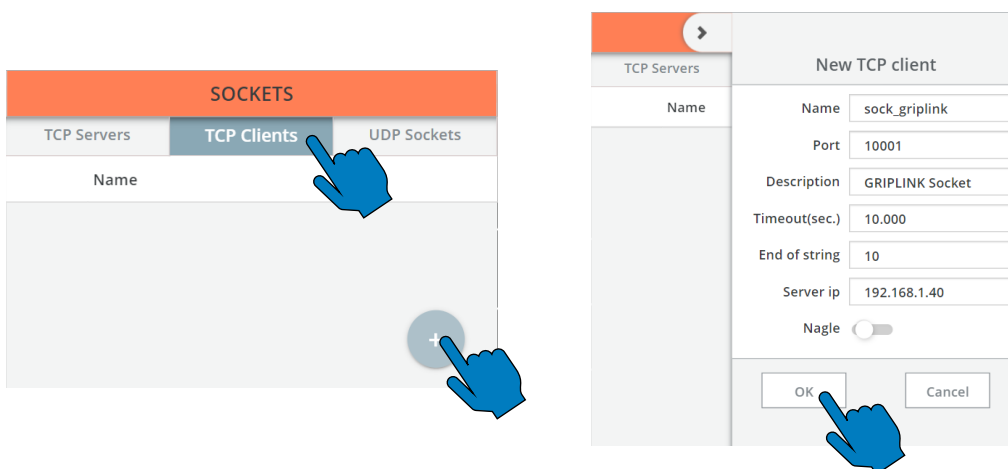 SOCKETS
TCP Servers TCP Clients UDP Sockets
Name
+
TCP Servers
Name
New TCP client
Name sock_griplink
Port 10001
Description GRIPLINK Socket
Timeout(sec.) 10.000
End of string 10
Server ip 192.168.1.40
Nagle
OK Cancel